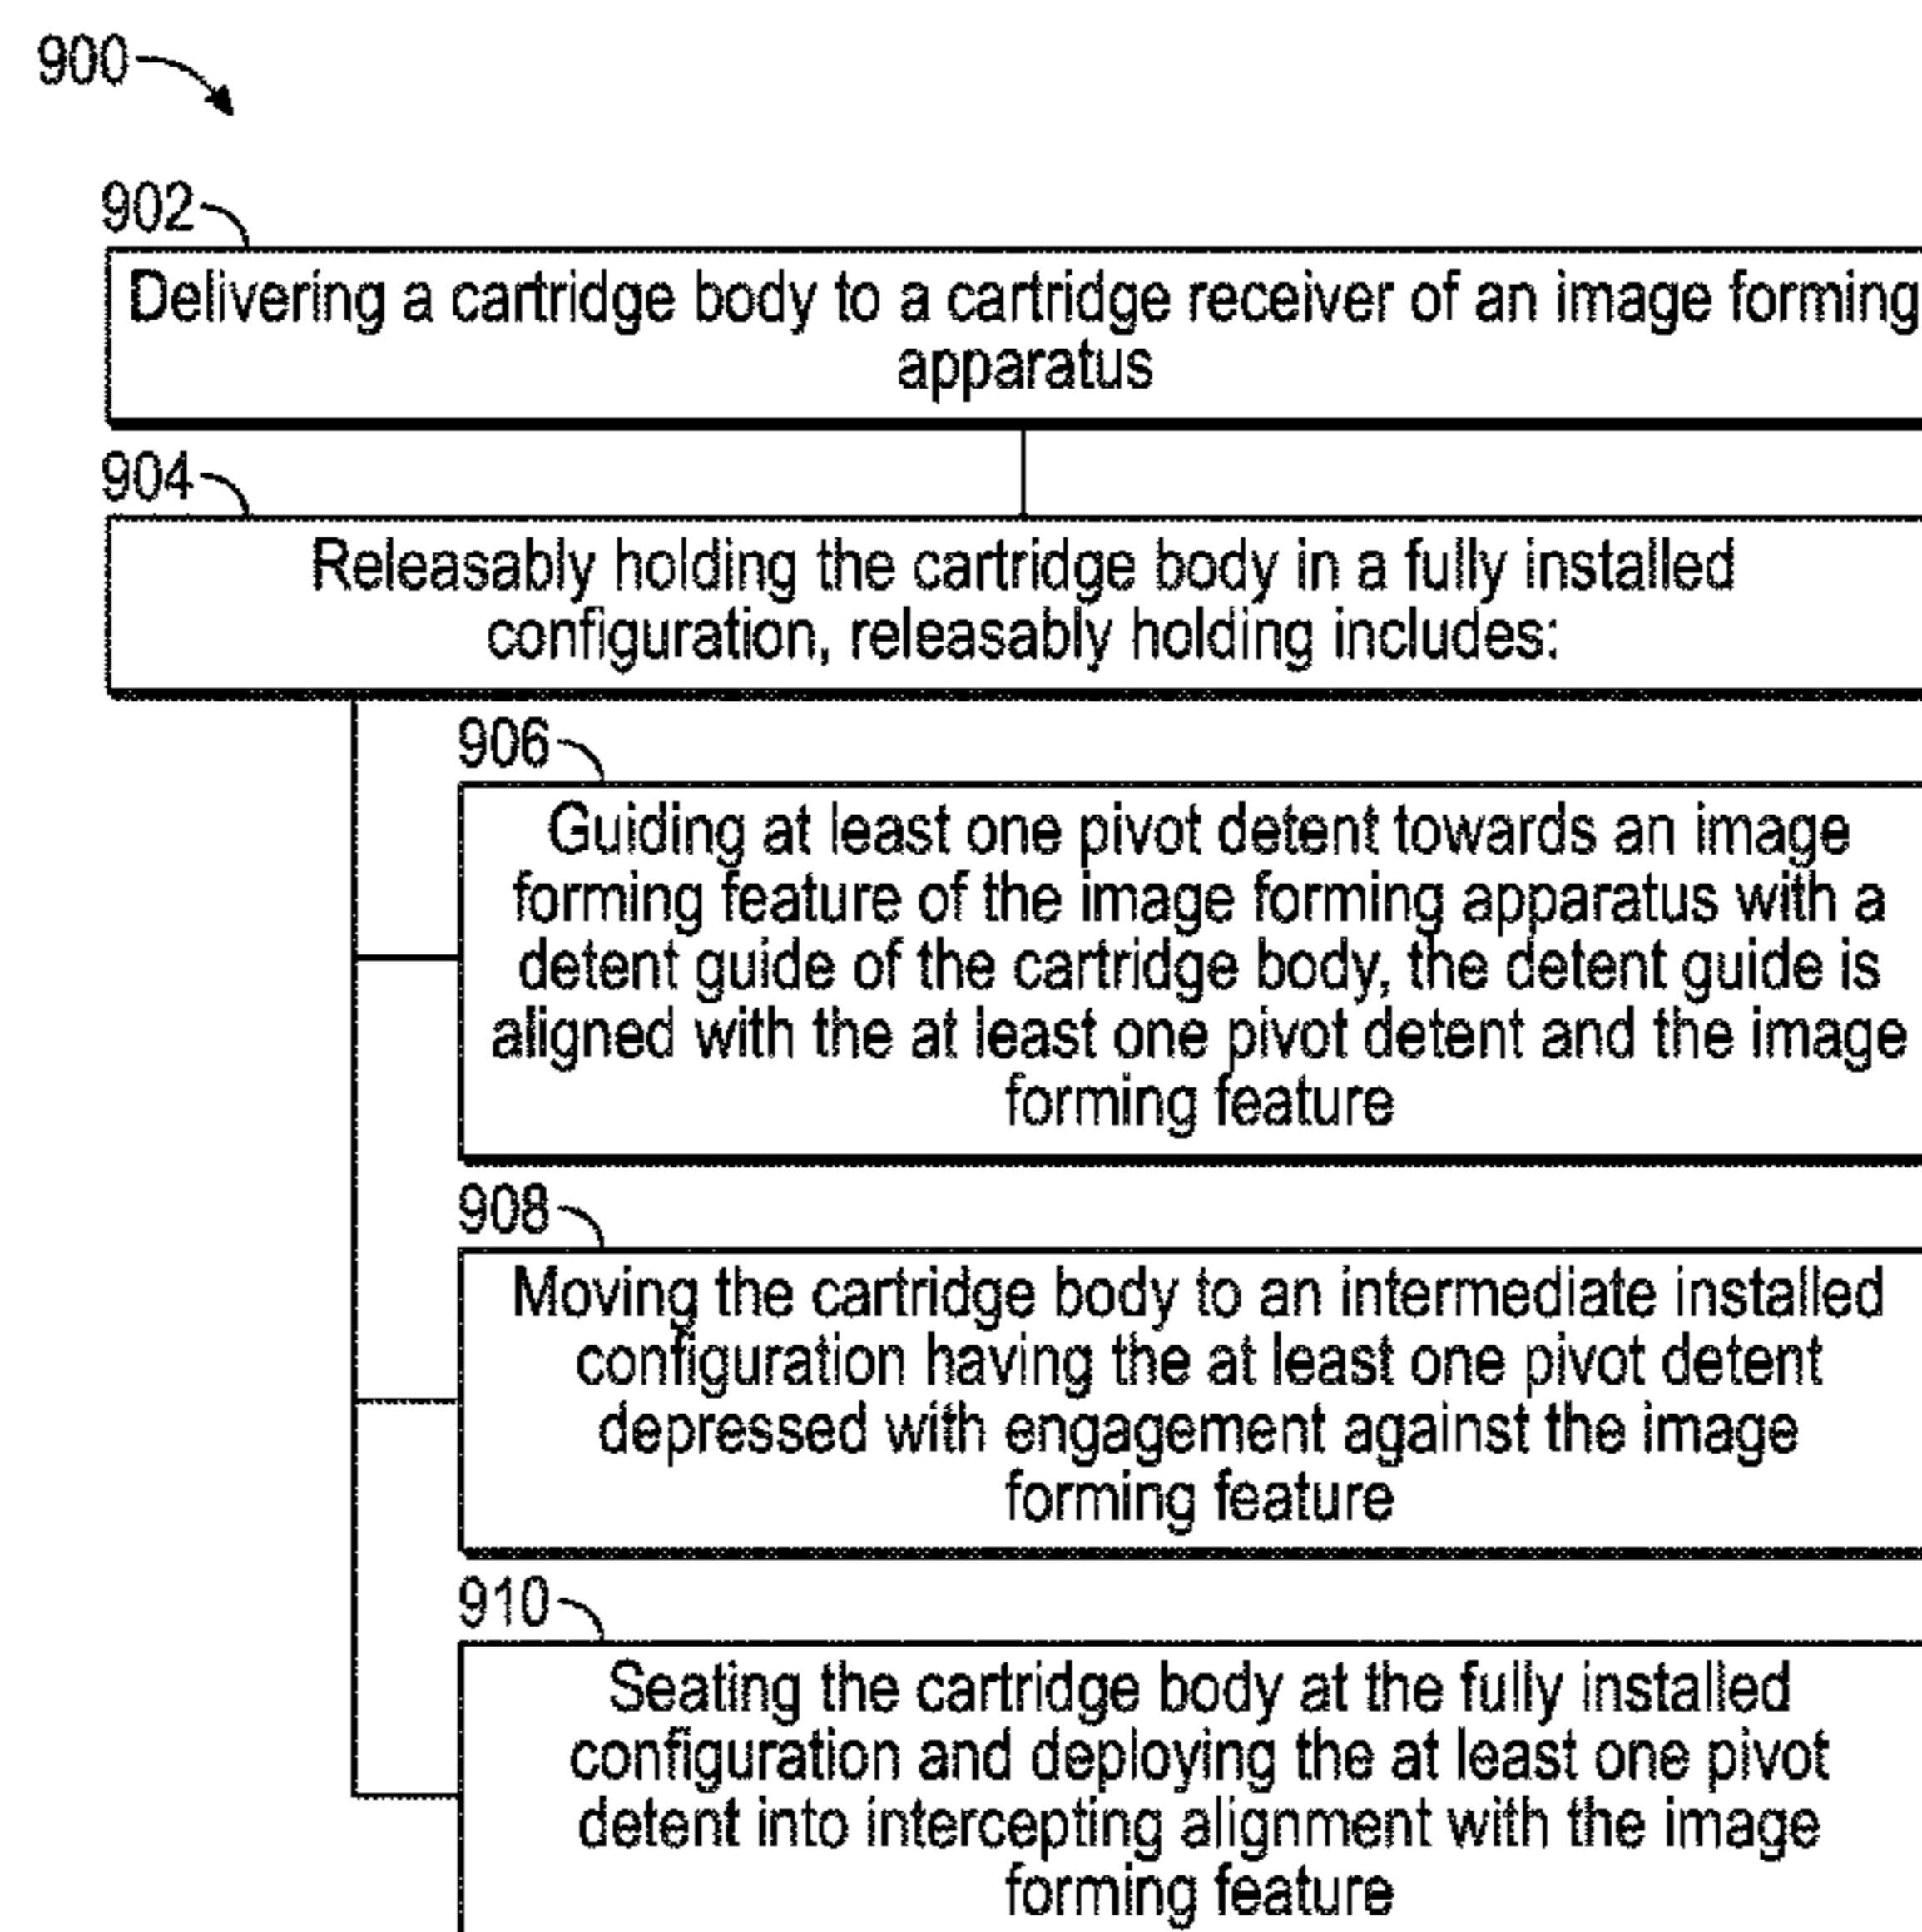 900
902
Delivering a cartridge body to a cartridge receiver of an image forming
apparatus
904
Releasably holding the cartridge body in a fully installed
configuration, releasably holding includes:
906
Guiding at least one pivot detent towards an image
forming feature of the image forming apparatus with a
detent guide of the cartridge body, the detent guide is
aligned with the at least one pivot detent and the image
forming feature
908
Moving the cartridge body to an intermediate installed
configuration having the at least one pivot detent
depressed with engagement against the image
forming feature
910
Seating the cartridge body at the fully installed
configuration and deploying the at least one pivot
detent into intercepting alignment with the image
forming feature